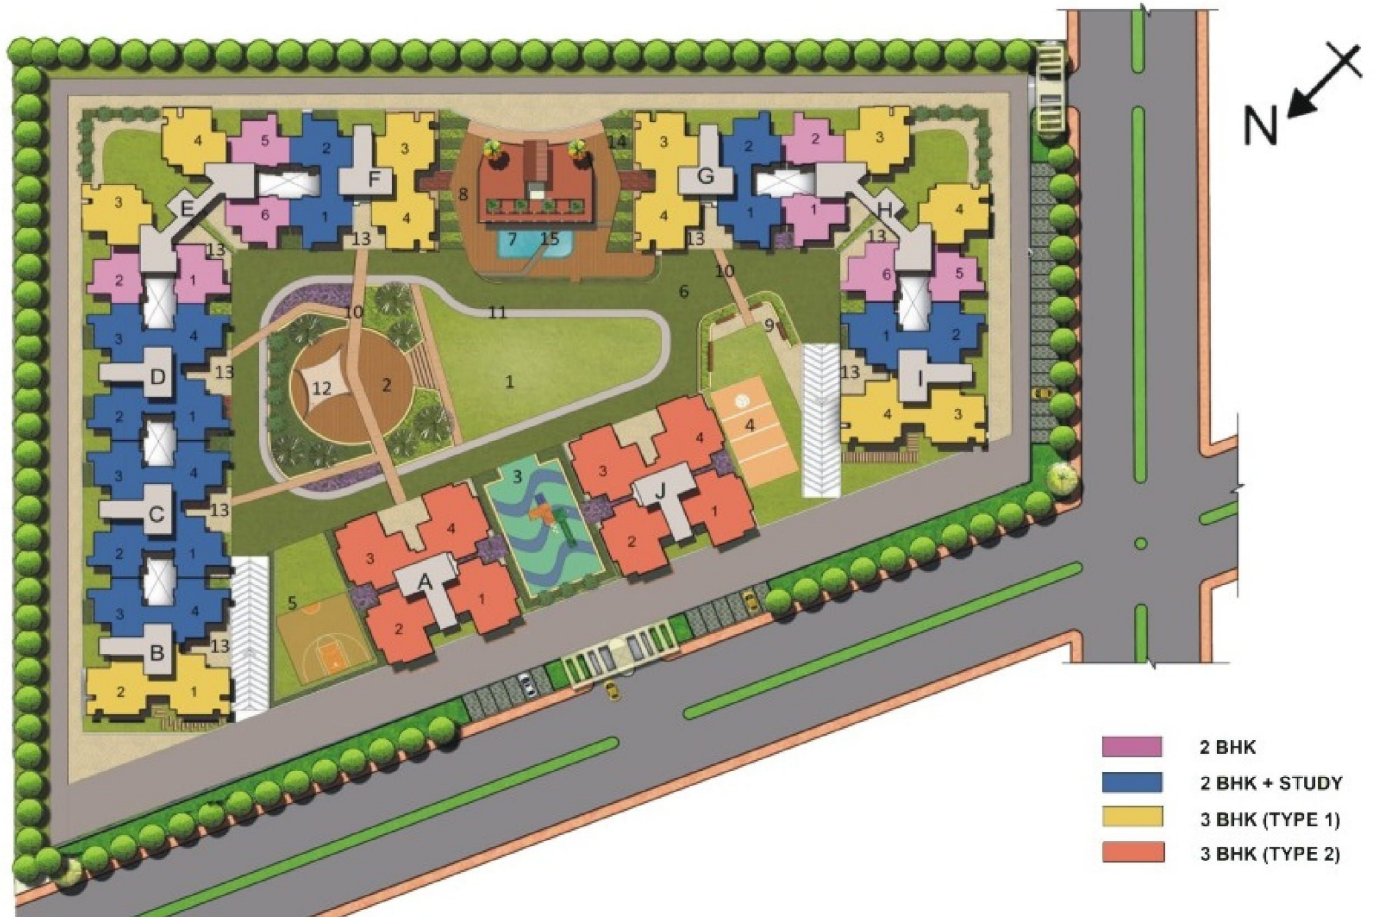 N
4 5 2 F 3
3 E 6 1 4
13 13
2 1
3 4
D 13
2 1
3 4
C 13
2 1
3 4
B 13
2 1
8 14
7 15
3 G 2 2 3
4 1 1 H 4
13 13
6 5
1 2
13 I
4 3
10 6
10 11
9
12 2 1
4
3
3 4 J
2 1
3 4
A
2 1
5
2 BHK
2 BHK + STUDY
3 BHK (TYPE 1)
3 BHK (TYPE 2)